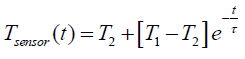 T_sensor(t) = T_2 + [T_1 − T_2] e^(−t/τ)